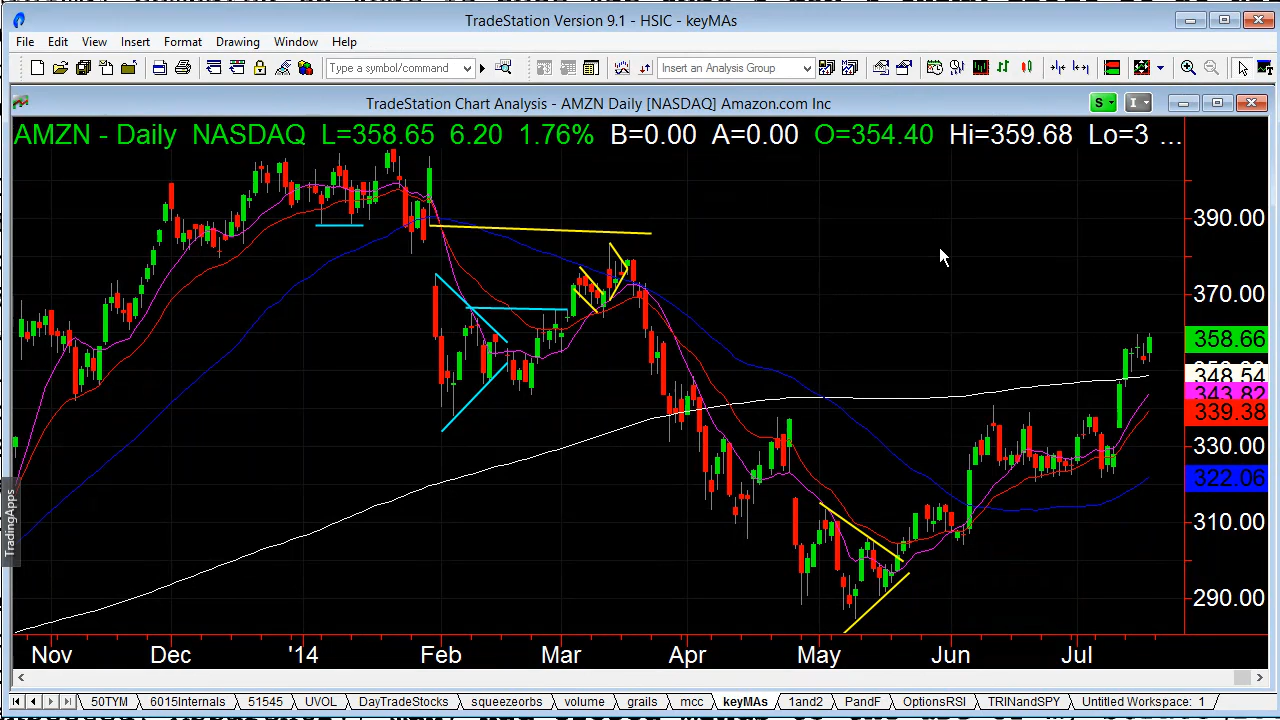 TradeStation Version 9.1 - HSIC - keyMAs
File Edit View Insert Format Drawing Window Help
Type a symbol/command Insert an Analysis Group
TradeStation Chart Analysis - AMZN Daily [NASDAQ] Amazon.com Inc
S I
AMZN - Daily NASDAQ L=358.65 6.20 1.76% B=0.00 A=0.00 O=354.40 Hi=359.68 Lo=3 ...
390.00
370.00
358.66
348.54
343.82
339.38
330.00
322.06
310.00
290.00
TradingApps
Nov Dec '14 Feb Mar Apr May Jun Jul
50TYM 6015Internals 51545 UVOL DayTradeStocks squeezeorbs volume grails mcc keyMAs 1and2 PandF OptionsRSI TRINandSPY Untitled Workspace: 1